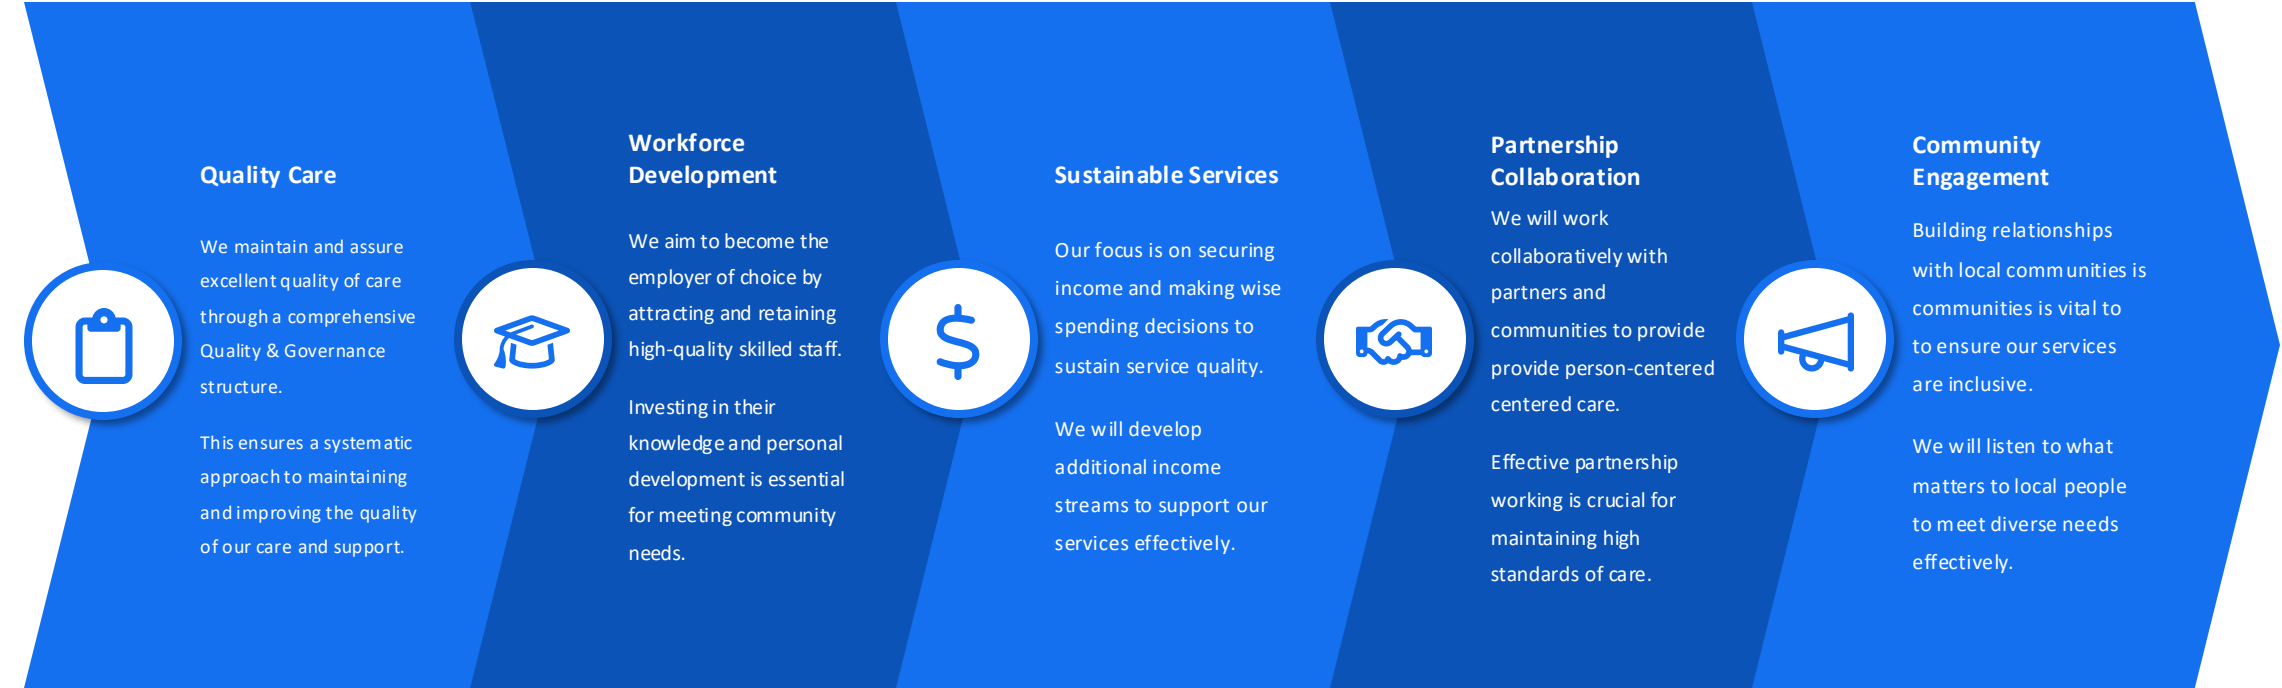 Quality Care
We maintain and assure
excellent quality of care
through a comprehensive
Quality & Governance
structure.
This ensures a systematic
approach to maintaining
and improving the quality
of our care and support.
Workforce
Development
We aim to become the
employer of choice by
attracting and retaining
high-quality skilled staff.
Investing in their
knowledge and personal
development is essential
for meeting community
needs.
Sustainable Services
Our focus is on securing
income and making wise
spending decisions to
sustain service quality.
We will develop
additional income
streams to support our
services effectively.
Partnership
Collaboration
We will work
collaboratively with
partners and
communities to provide
provide person-centered
centered care.
Effective partnership
working is crucial for
maintaining high
standards of care.
Community
Engagement
Building relationships
with local communities is
communities is vital to
to ensure our services
are inclusive.
We will listen to what
matters to local people
to meet diverse needs
effectively.